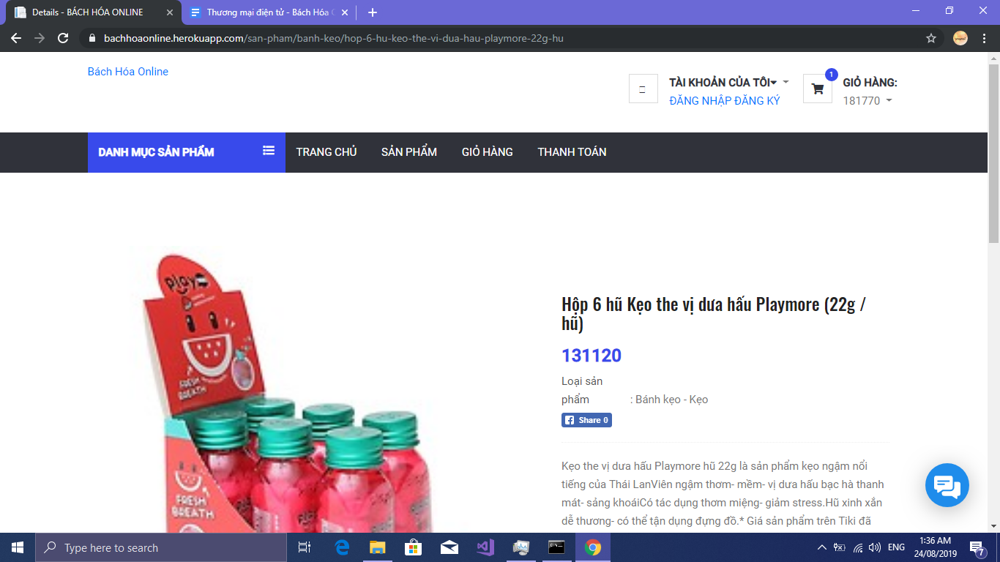 Details - BÁCH HÓA ONLINE
Thương mại điện tử - Bách Hóa
bachhoaonline.herokuapp.com/san-pham/banh-keo/hop-6-hu-keo-the-vi-dua-hau-playmore-22g-hu
Bách Hóa Online
TÀI KHOẢN CỦA TÔI
ĐĂNG NHẬP ĐĂNG KÝ
1
GIỎ HÀNG:
181770
DANH MỤC SẢN PHẨM
TRANG CHỦ
SẢN PHẨM
GIỎ HÀNG
THANH TOÁN
Play
FRESH
BREATH
FRESH
BREATH
Hộp 6 hũ Kẹo the vị dưa hấu Playmore (22g /
hũ)
131120
Loại sản
phẩm : Bánh kẹo - Kẹo
Share 0
Kẹo the vị dưa hấu Playmore hũ 22g là sản phẩm kẹo ngậm nổi
tiếng của Thái LanViên ngậm thơm- mềm- vị dưa hấu bạc hà thanh
mát- sảng khoáiCó tác dụng thơm miệng- giảm stress.Hũ xinh xắn
dễ thương- có thể tận dụng đựng đồ.* Giá sản phẩm trên Tiki đã
Type here to search
ENG
1:36 AM
24/08/2019
7